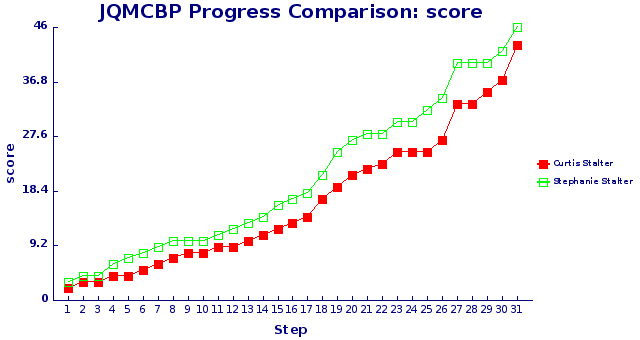 JQMCBP Progress Comparison: score
46
36.8
27.6
18.4
9.2
0
score
1 2 3 4 5 6 7 8 9 10 11 12 13 14 15 16 17 18 19 20 21 22 23 24 25 26 27 28 29 30 31
Step
Curtis Stalter
Stephanie Stalter